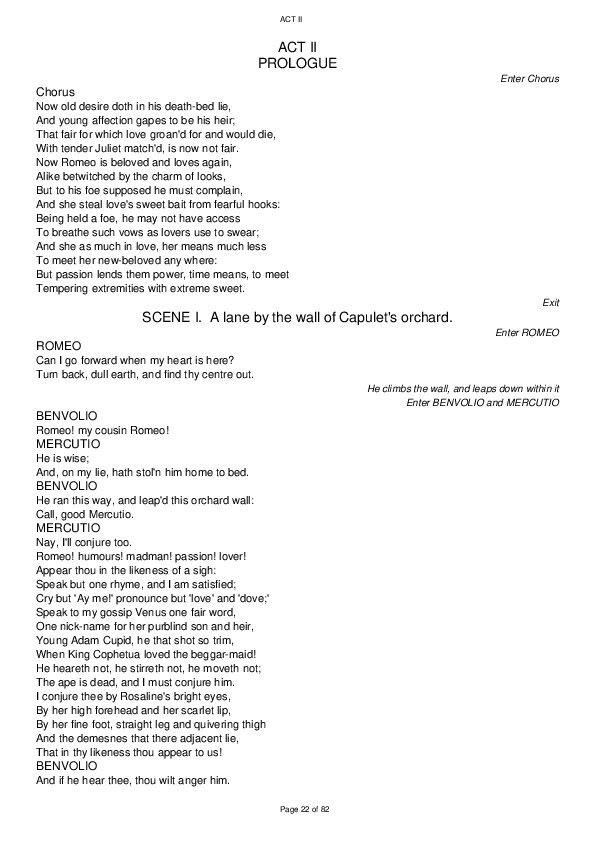 ACT II
ACT II
PROLOGUE
Enter Chorus
Chorus
Now old desire doth in his death-bed lie,
And young affection gapes to be his heir;
That fair for which love groan'd for and would die,
With tender Juliet match'd, is now not fair.
Now Romeo is beloved and loves again,
Alike betwitched by the charm of looks,
But to his foe supposed he must complain,
And she steal love's sweet bait from fearful hooks:
Being held a foe, he may not have access
To breathe such vows as lovers use to swear;
And she as much in love, her means much less
To meet her new-beloved any where:
But passion lends them power, time means, to meet
Tempering extremities with extreme sweet.
Exit
SCENE I. A lane by the wall of Capulet's orchard.
Enter ROMEO
ROMEO
Can I go forward when my heart is here?
Turn back, dull earth, and find thy centre out.
He climbs the wall, and leaps down within it
Enter BENVOLIO and MERCUTIO
BENVOLIO
Romeo! my cousin Romeo!
MERCUTIO
He is wise;
And, on my lie, hath stol'n him home to bed.
BENVOLIO
He ran this way, and leap'd this orchard wall:
Call, good Mercutio.
MERCUTIO
Nay, I'll conjure too.
Romeo! humours! madman! passion! lover!
Appear thou in the likeness of a sigh:
Speak but one rhyme, and I am satisfied;
Cry but 'Ay me!' pronounce but 'love' and 'dove;'
Speak to my gossip Venus one fair word,
One nick-name for her purblind son and heir,
Young Adam Cupid, he that shot so trim,
When King Cophetua loved the beggar-maid!
He heareth not, he stirreth not, he moveth not;
The ape is dead, and I must conjure him.
I conjure thee by Rosaline's bright eyes,
By her high forehead and her scarlet lip,
By her fine foot, straight leg and quivering thigh
And the demesnes that there adjacent lie,
That in thy likeness thou appear to us!
BENVOLIO
And if he hear thee, thou wilt anger him.
Page 22 of 82